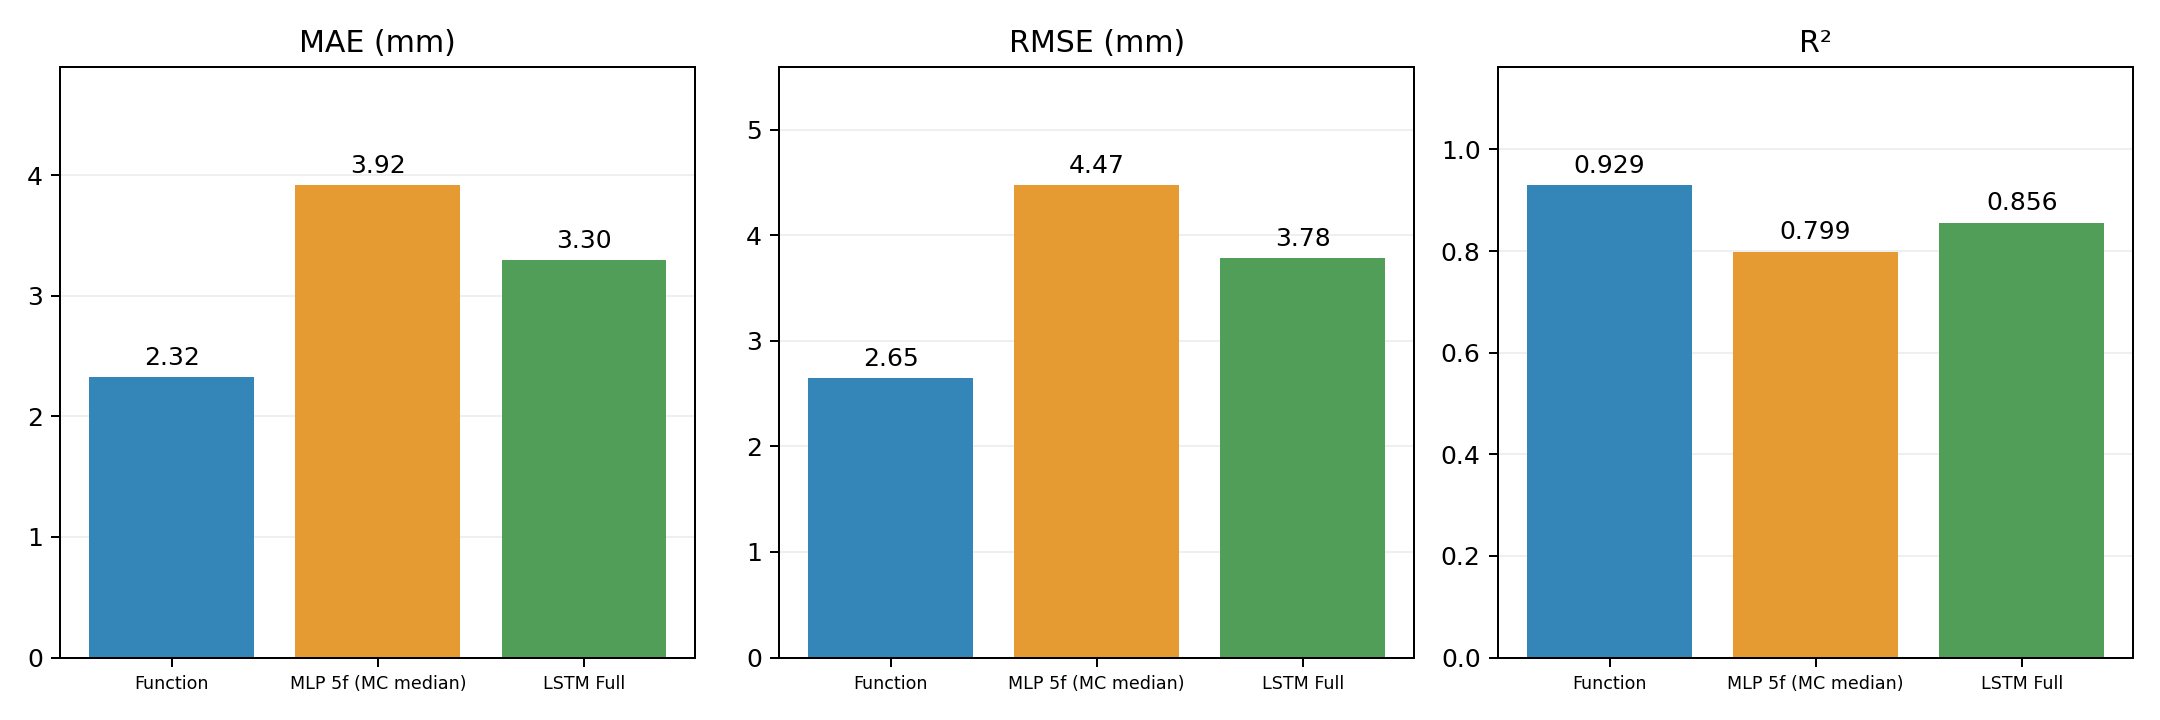 MAE (mm)
4
3
2
1
0
3.92
3.30
2.32
Function
MLP 5f (MC median)
LSTM Full
RMSE (mm)
5
4
3
2
1
0
4.47
3.78
2.65
Function
MLP 5f (MC median)
LSTM Full
R²
1.0
0.8
0.6
0.4
0.2
0.0
0.929
0.856
0.799
Function
MLP 5f (MC median)
LSTM Full